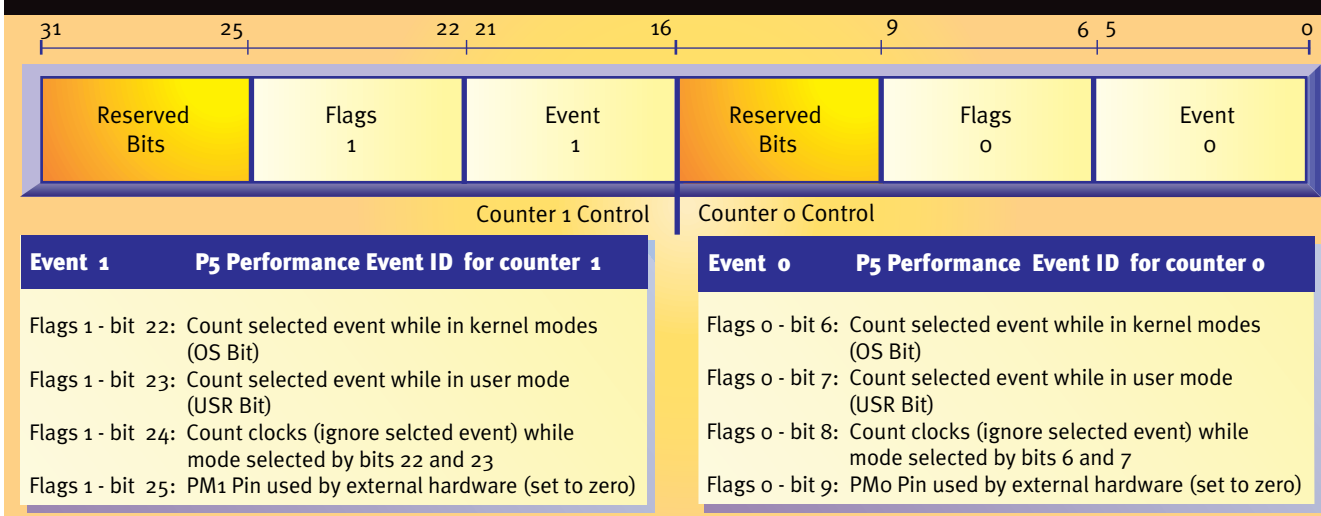 31 25 22 21 16 9 6 5 0
Reserved Bits
Flags 1
Event 1
Reserved Bits
Flags 0
Event 0
Counter 1 Control
Counter 0 Control
Event 1 P5 Performance Event ID for counter 1
Flags 1 - bit 22: Count selected event while in kernel modes
(OS Bit)
Flags 1 - bit 23: Count selected event while in user mode
(USR Bit)
Flags 1 - bit 24: Count clocks (ignore selcted event) while
mode selected by bits 22 and 23
Flags 1 - bit 25: PM1 Pin used by external hardware (set to zero)
Event 0 P5 Performance Event ID for counter 0
Flags 0 - bit 6: Count selected event while in kernel modes
(OS Bit)
Flags 0 - bit 7: Count selected event while in user mode
(USR Bit)
Flags 0 - bit 8: Count clocks (ignore selected event) while
mode selected by bits 6 and 7
Flags 0 - bit 9: PM0 Pin used by external hardware (set to zero)